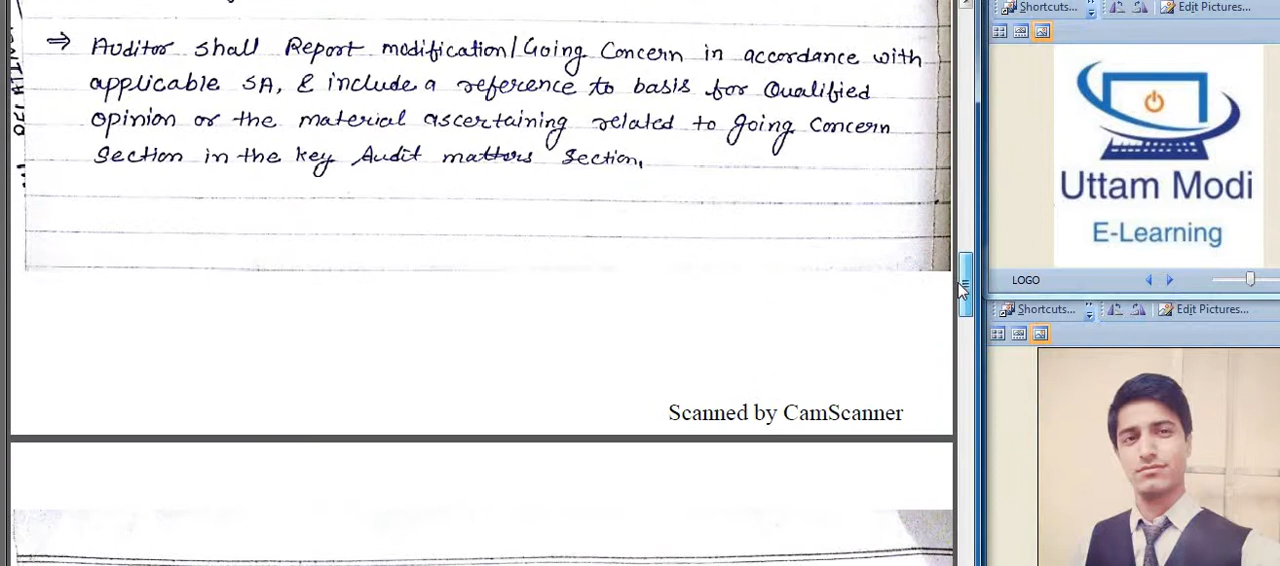 ⇒ Auditor shall Report modification/Going Concern in accordance with
applicable SA, & include a reference to basis for Qualified
opinion or the material ascertaining related to going Concern
Section in the key Audit matters Section,
Scanned by CamScanner
Shortcuts...
Edit Pictures...
Uttam Modi
E-Learning
LOGO
Shortcuts...
Edit Pictures...